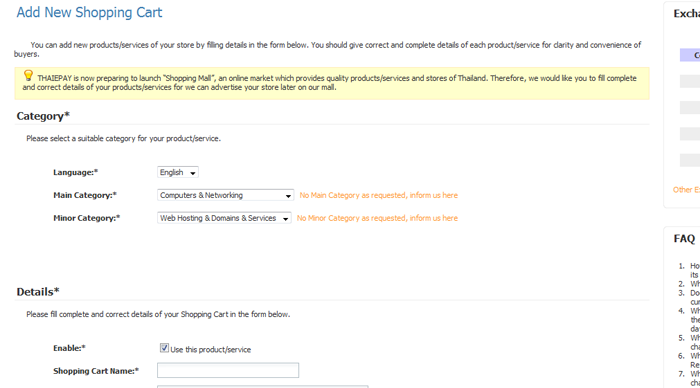 Add New Shopping Cart
You can add new products/services of your store by filling details in the form below. You should give correct and complete details of each product/service for clarity and convenience of
buyers.
THAIEPAY is now preparing to launch "Shopping Mall", an online market which provides quality products/services and stores of Thailand. Therefore, we would like you to fill complete
and correct details of your products/services for we can advertise your store later on our mall.
Category*
Please select a suitable category for your product/service.
Language:* English
Main Category:* Computers & Networking No Main Category as requested, inform us here
Minor Category:* Web Hosting & Domains & Services No Minor Category as requested, inform us here
Details*
Please fill complete and correct details of your Shopping Cart in the form below.
Enable:* Use this product/service
Shopping Cart Name:*
Excha
C
Other E
FAQ
1. Ho
its
2. Wh
3. Do
cur
4. Wh
the
da
5. Wh
cha
6. Wh
Re
7. Wh
cha